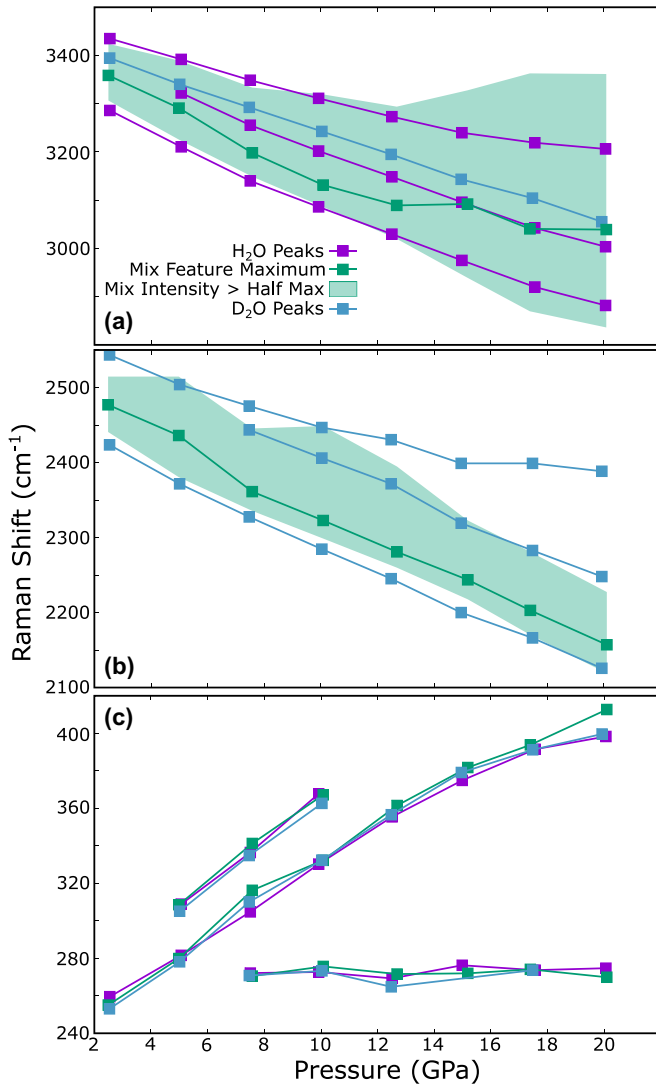 3400
3200
3000
H₂O Peaks
Mix Feature Maximum
Mix Intensity > Half Max
D₂O Peaks
(a)
2500
2400
2300
2200
2100
(b)
Raman Shift (cm⁻¹)
(c)
400
360
320
280
240
2 4 6 8 10 12 14 16 18 20
Pressure (GPa)